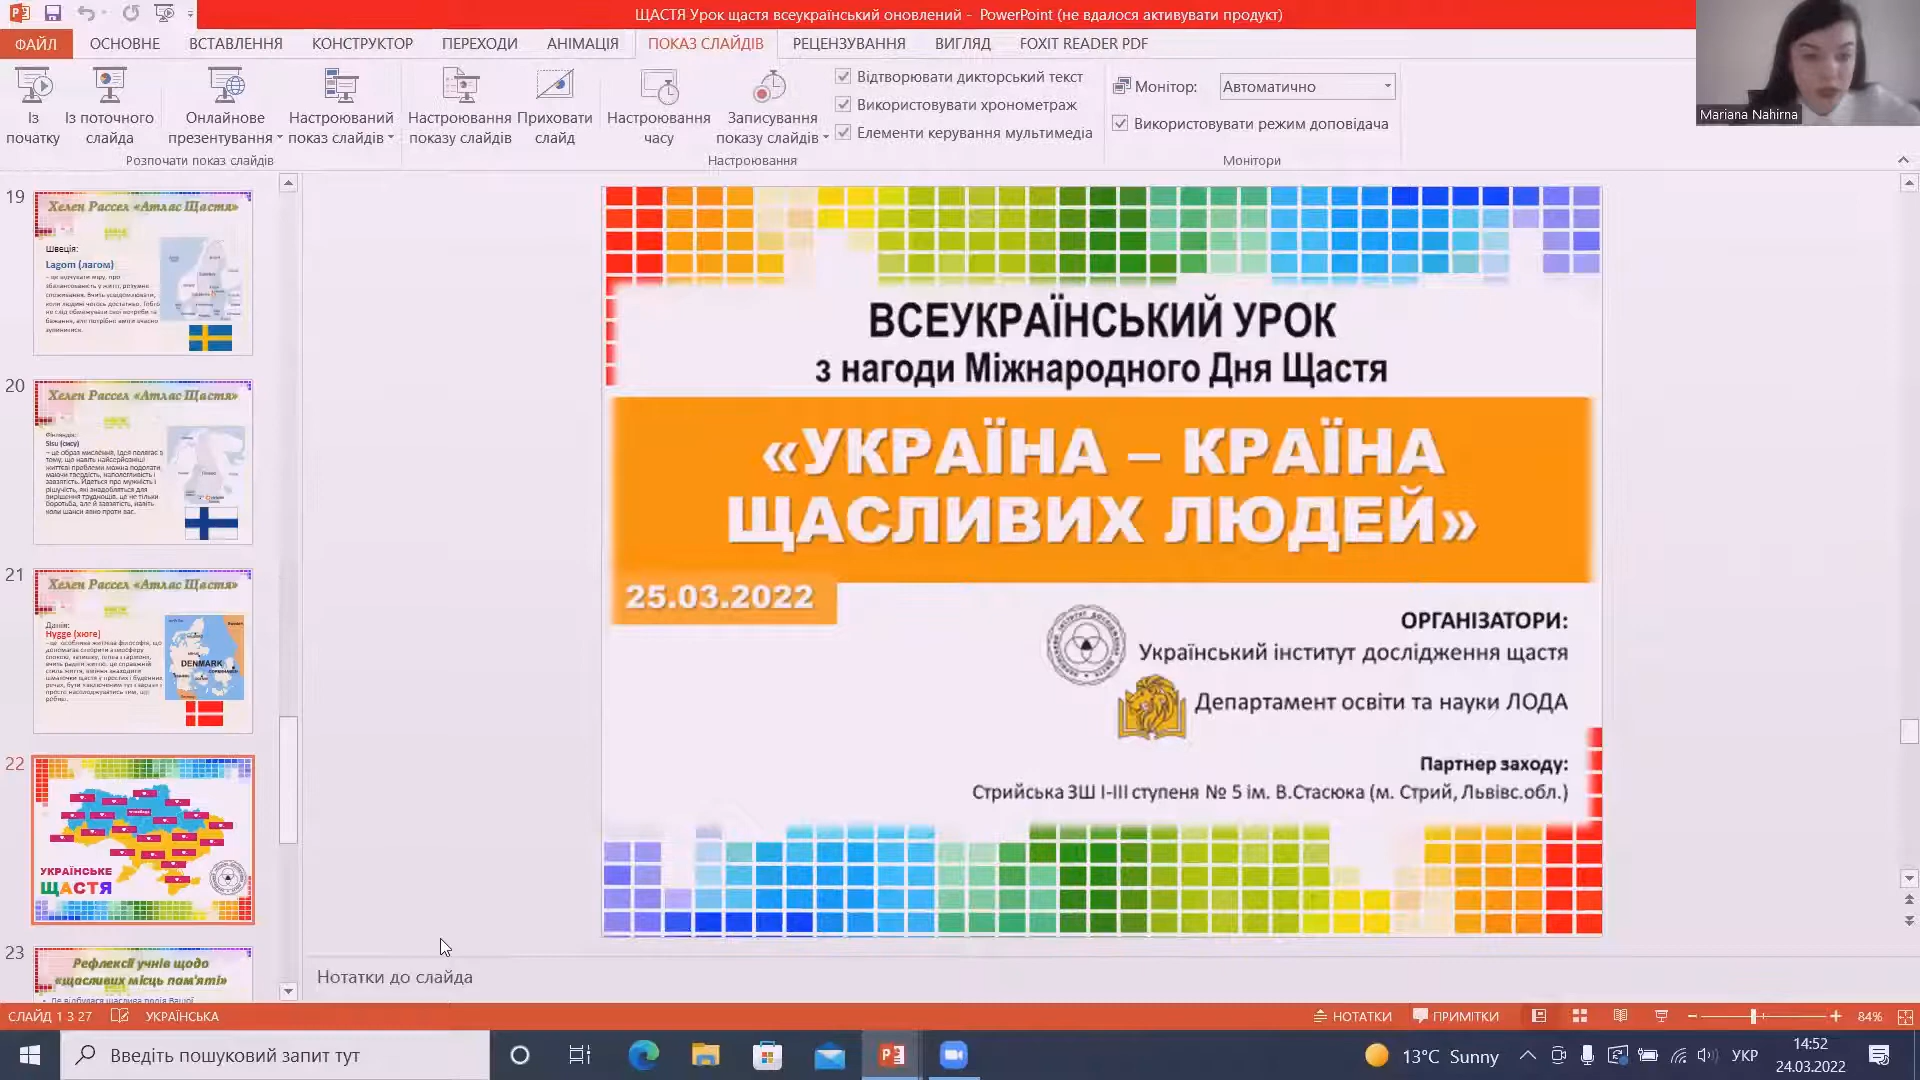 ЩАСТЯ Урок щастя всеукраїнський оновлений - PowerPoint (не вдалося активувати продукт)
ФАЙЛ ОСНОВНЕ ВСТАВЛЕННЯ КОНСТРУКТОР ПЕРЕХОДИ АНІМАЦІЯ ПОКАЗ СЛАЙДІВ РЕЦЕНЗУВАННЯ ВИГЛЯД FOXIT READER PDF
Із початку
Із поточного слайда
Онлайнове презентування
Настроюваний показ слайдів
Настроювання показу слайдів
Приховати слайд
Настроювання часу
Записування показу слайдів
Відтворювати дикторський текст
Використовувати хронометраж
Елементи керування мультимедіа
Монітор: Автоматично
Використовувати режим доповідача
Розпочати показ слайдів
Настроювання
Монітори
Mariana Nahirna
19
Хелен Рассел «Атлас Щастя»
Швеція:
Lagom (лагом)
20
Хелен Рассел «Атлас Щастя»
Фінляндія:
Sisu (сису)
21
Хелен Рассел «Атлас Щастя»
Данія:
Hygge (хюге)
DENMARK
22
УКРАЇНСЬКЕ
ЩАСТЯ
23
Рефлексії учнів щодо
«щасливих місць пам'яті»
ВСЕУКРАЇНСЬКИЙ УРОК
з нагоди Міжнародного Дня Щастя
«УКРАЇНА – КРАЇНА
ЩАСЛИВИХ ЛЮДЕЙ»
25.03.2022
ОРГАНІЗАТОРИ:
Український інститут дослідження щастя
Департамент освіти та науки ЛОДА
Партнер заходу:
Стрийська ЗШ І-ІІІ ступеня № 5 ім. В.Стасюка (м. Стрий, Львівс.обл.)
Нотатки до слайда
СЛАЙД 1 З 27 УКРАЇНСЬКА НОТАТКИ ПРИМІТКИ 84%
Введіть пошуковий запит тут
13°C Sunny
УКР
14:52
24.03.2022